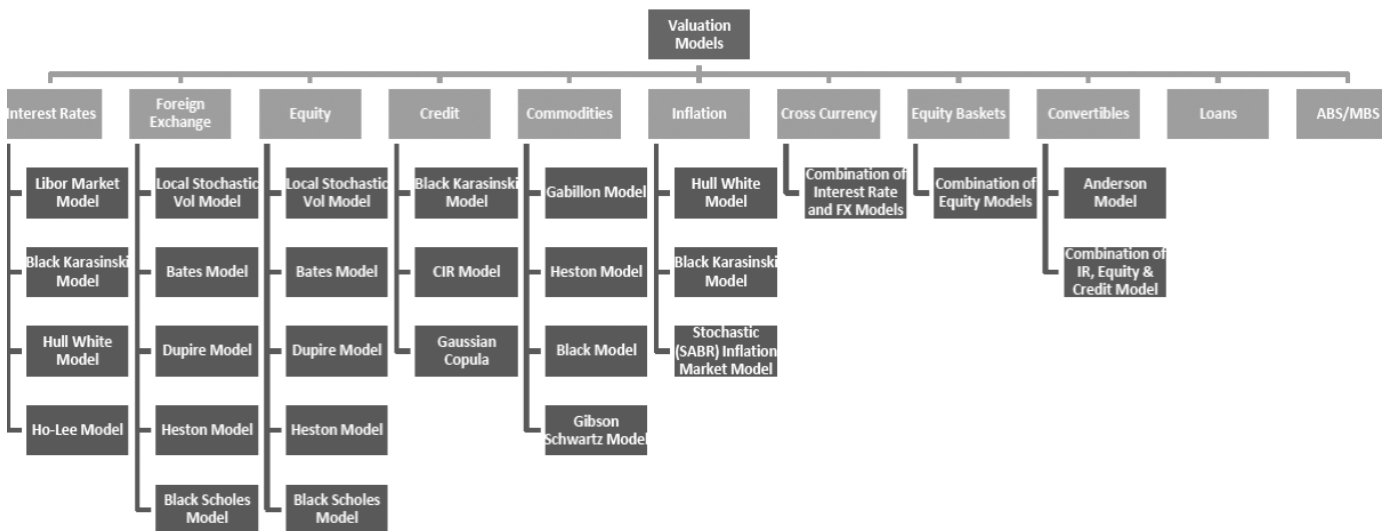 Valuation
Models
Interest Rates
Foreign
Exchange
Equity
Credit
Commodities
Inflation
Cross Currency
Equity Baskets
Convertibles
Loans
ABS/MBS
Libor Market
Model
Black Karasinski
Model
Hull White
Model
Ho-Lee Model
Local Stochastic
Vol Model
Bates Model
Dupire Model
Heston Model
Black Scholes
Model
Local Stochastic
Vol Model
Bates Model
Dupire Model
Heston Model
Black Scholes
Model
Black Karasinski
Model
CIR Model
Gaussian
Copula
Gabillon Model
Heston Model
Black Model
Gibson
Schwartz Model
Hull White
Model
Black Karasinski
Model
Stochastic
(SABR) Inflation
Market Model
Combination of
Interest Rate
and FX Models
Combination of
Equity Models
Anderson
Model
Combination of
IR, Equity &
Credit Model